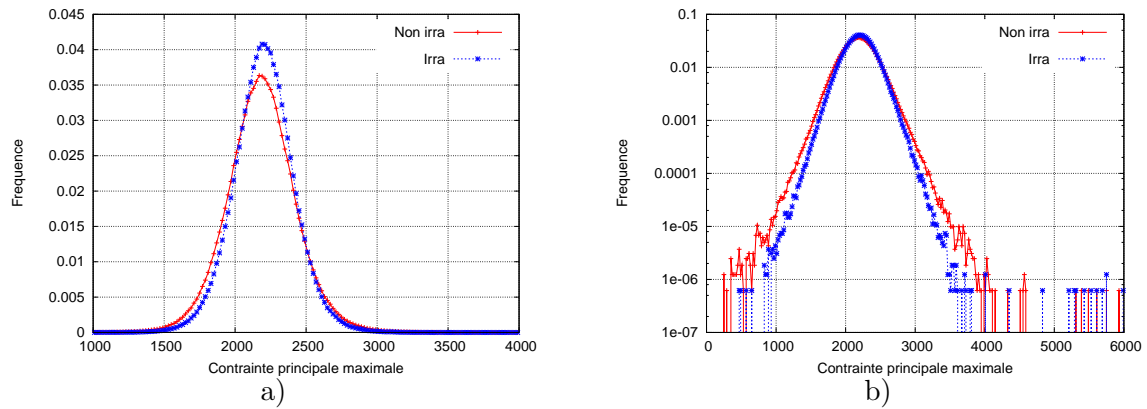 0.045
0.04
0.035
0.03
0.025
0.02
0.015
0.01
0.005
0
Frequence
1000 1500 2000 2500 3000 3500 4000
Contrainte principale maximale
Non irra
Irra
a)
0.1
0.01
0.001
0.0001
1e-05
1e-06
1e-07
Frequence
0 1000 2000 3000 4000 5000 6000
Contrainte principale maximale
Non irra
Irra
b)